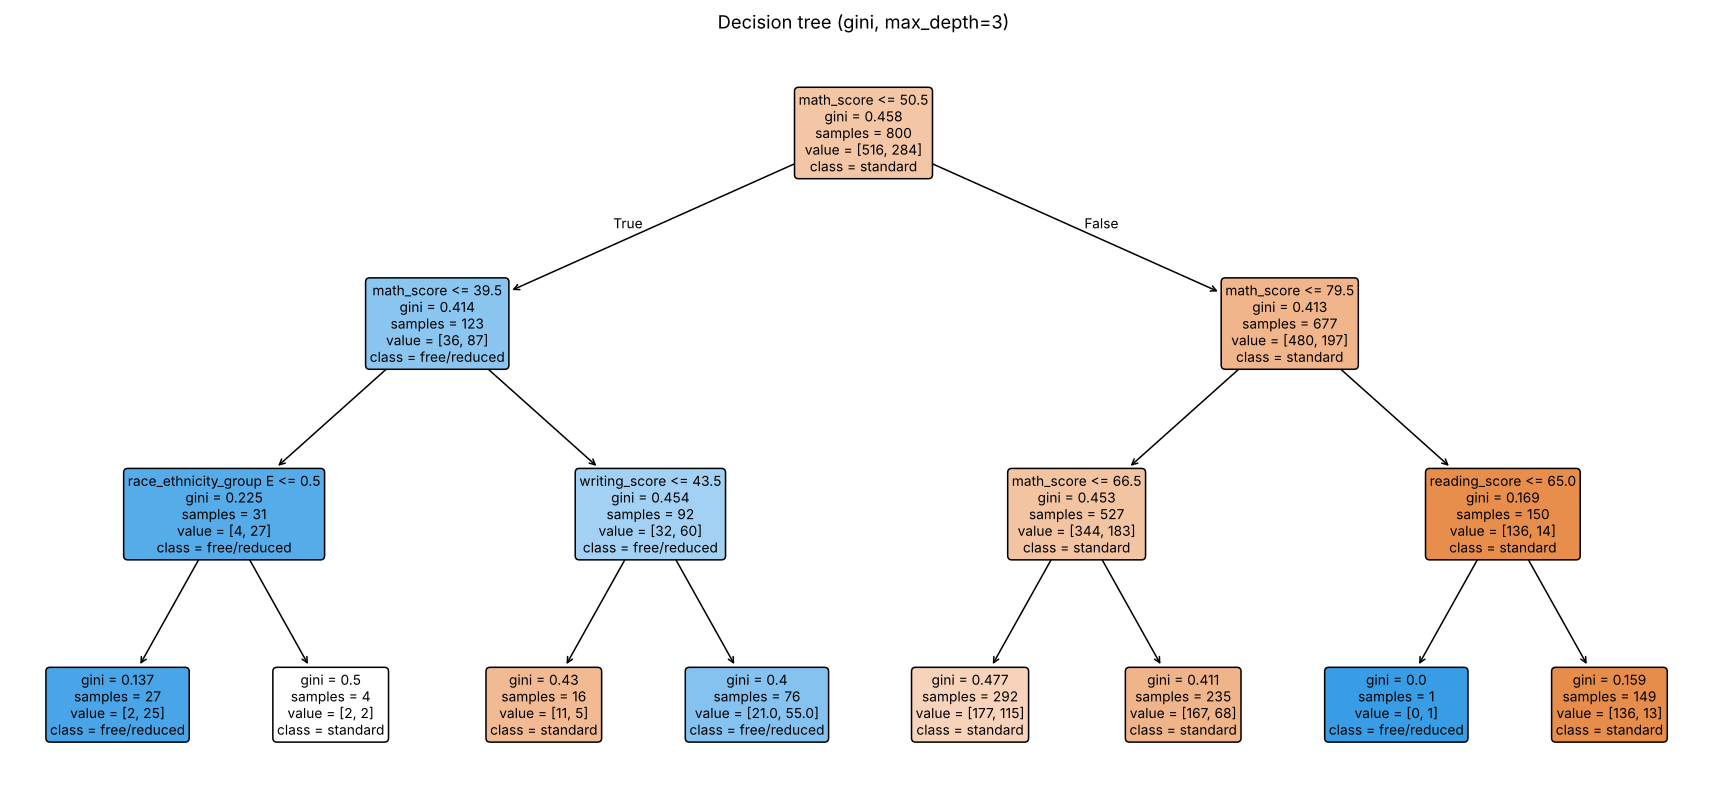 Decision tree (gini, max_depth=3)
math_score <= 50.5
gini = 0.458
samples = 800
value = [516, 284]
class = standard
True
False
math_score <= 39.5
gini = 0.414
samples = 123
value = [36, 87]
class = free/reduced
math_score <= 79.5
gini = 0.413
samples = 677
value = [480, 197]
class = standard
race_ethnicity_group E <= 0.5
gini = 0.225
samples = 31
value = [4, 27]
class = free/reduced
writing_score <= 43.5
gini = 0.454
samples = 92
value = [32, 60]
class = free/reduced
math_score <= 66.5
gini = 0.453
samples = 527
value = [344, 183]
class = standard
reading_score <= 65.0
gini = 0.169
samples = 150
value = [136, 14]
class = standard
gini = 0.137
samples = 27
value = [2, 25]
class = free/reduced
gini = 0.5
samples = 4
value = [2, 2]
class = standard
gini = 0.43
samples = 16
value = [11, 5]
class = standard
gini = 0.4
samples = 76
value = [21.0, 55.0]
class = free/reduced
gini = 0.477
samples = 292
value = [177, 115]
class = standard
gini = 0.411
samples = 235
value = [167, 68]
class = standard
gini = 0.0
samples = 1
value = [0, 1]
class = free/reduced
gini = 0.159
samples = 149
value = [136, 13]
class = standard